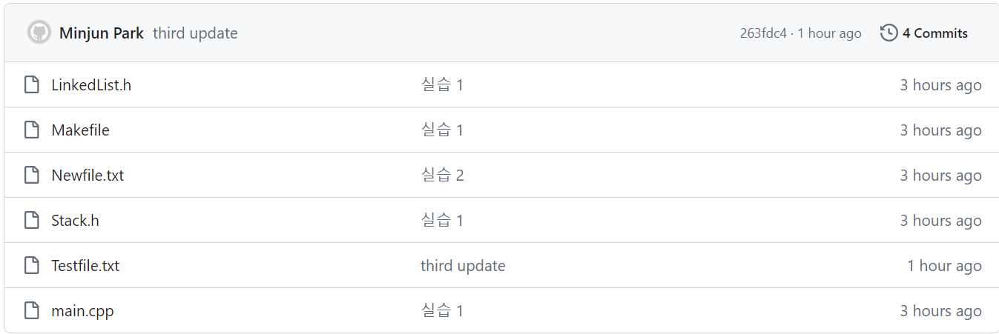 Minjun Park third update 263fdc4 · 1 hour ago 4 Commits
LinkedList.h 실습 1 3 hours ago
Makefile 실습 1 3 hours ago
Newfile.txt 실습 2 3 hours ago
Stack.h 실습 1 3 hours ago
Testfile.txt third update 1 hour ago
main.cpp 실습 1 3 hours ago